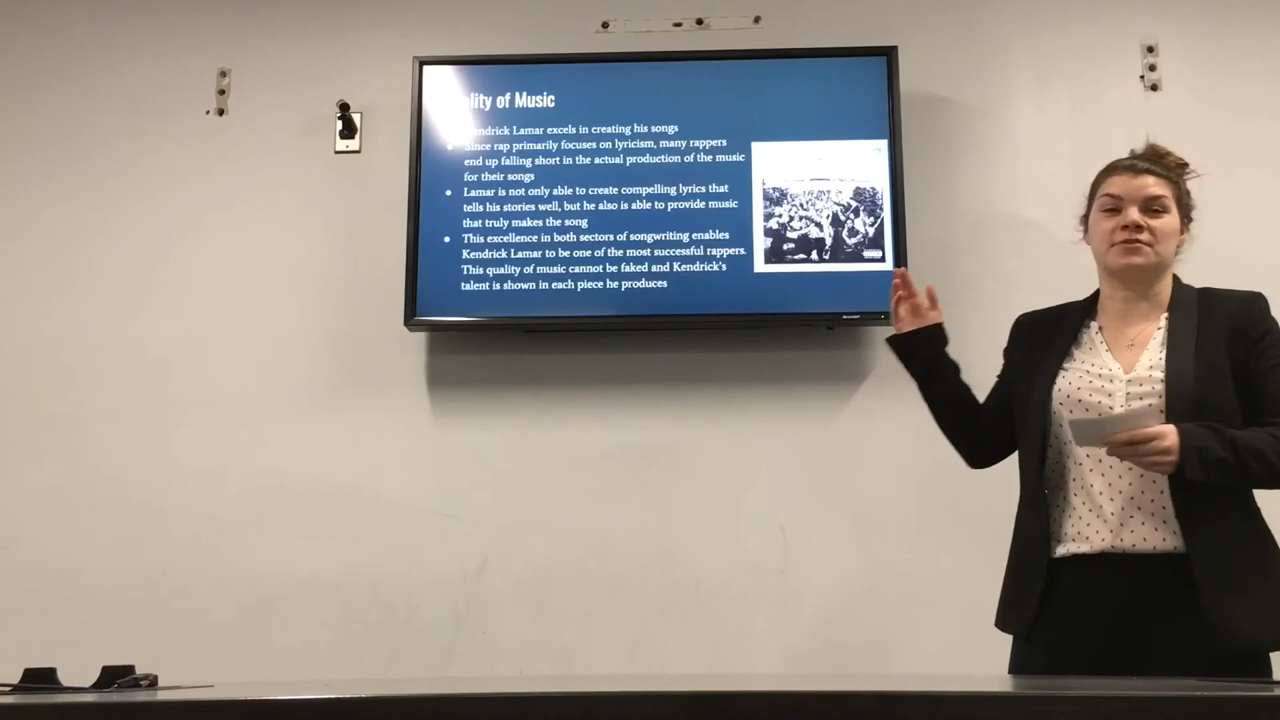 lity of Music
endrick Lamar excels in creating his songs
Since rap primarily focuses on lyricism, many rappers
end up falling short in the actual production of the music
for their songs
Lamar is not only able to create compelling lyrics that
tells his stories well, but he also is able to provide music
that truly makes the song
This excellence in both sectors of songwriting enables
Kendrick Lamar to be one of the most successful rappers.
This quality of music cannot be faked and Kendrick's
talent is shown in each piece he produces
SHARP